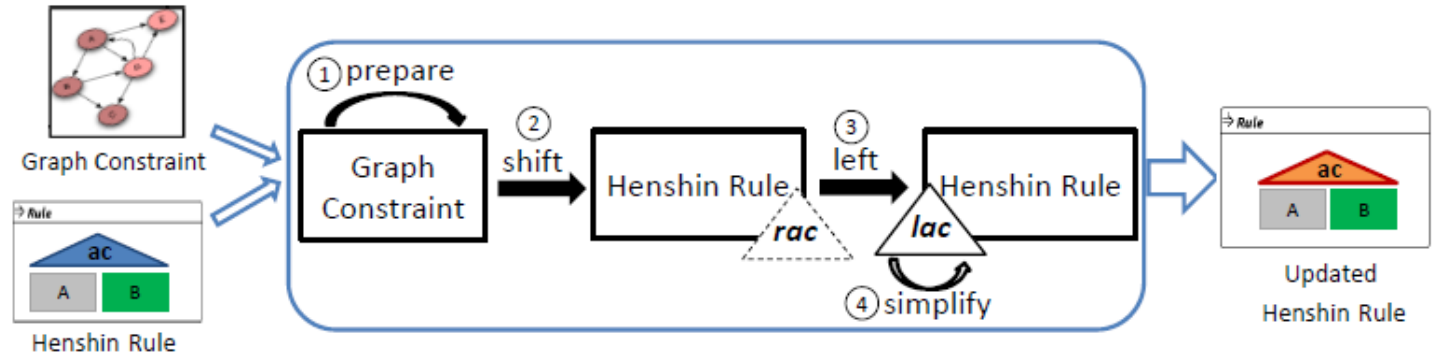 Graph Constraint
Rule
ac
A
B
Henshin Rule
1 prepare
Graph
Constraint
2
shift
Henshin Rule
rac
3
left
Henshin Rule
lac
4 simplify
Rule
ac
A
B
Updated
Henshin Rule